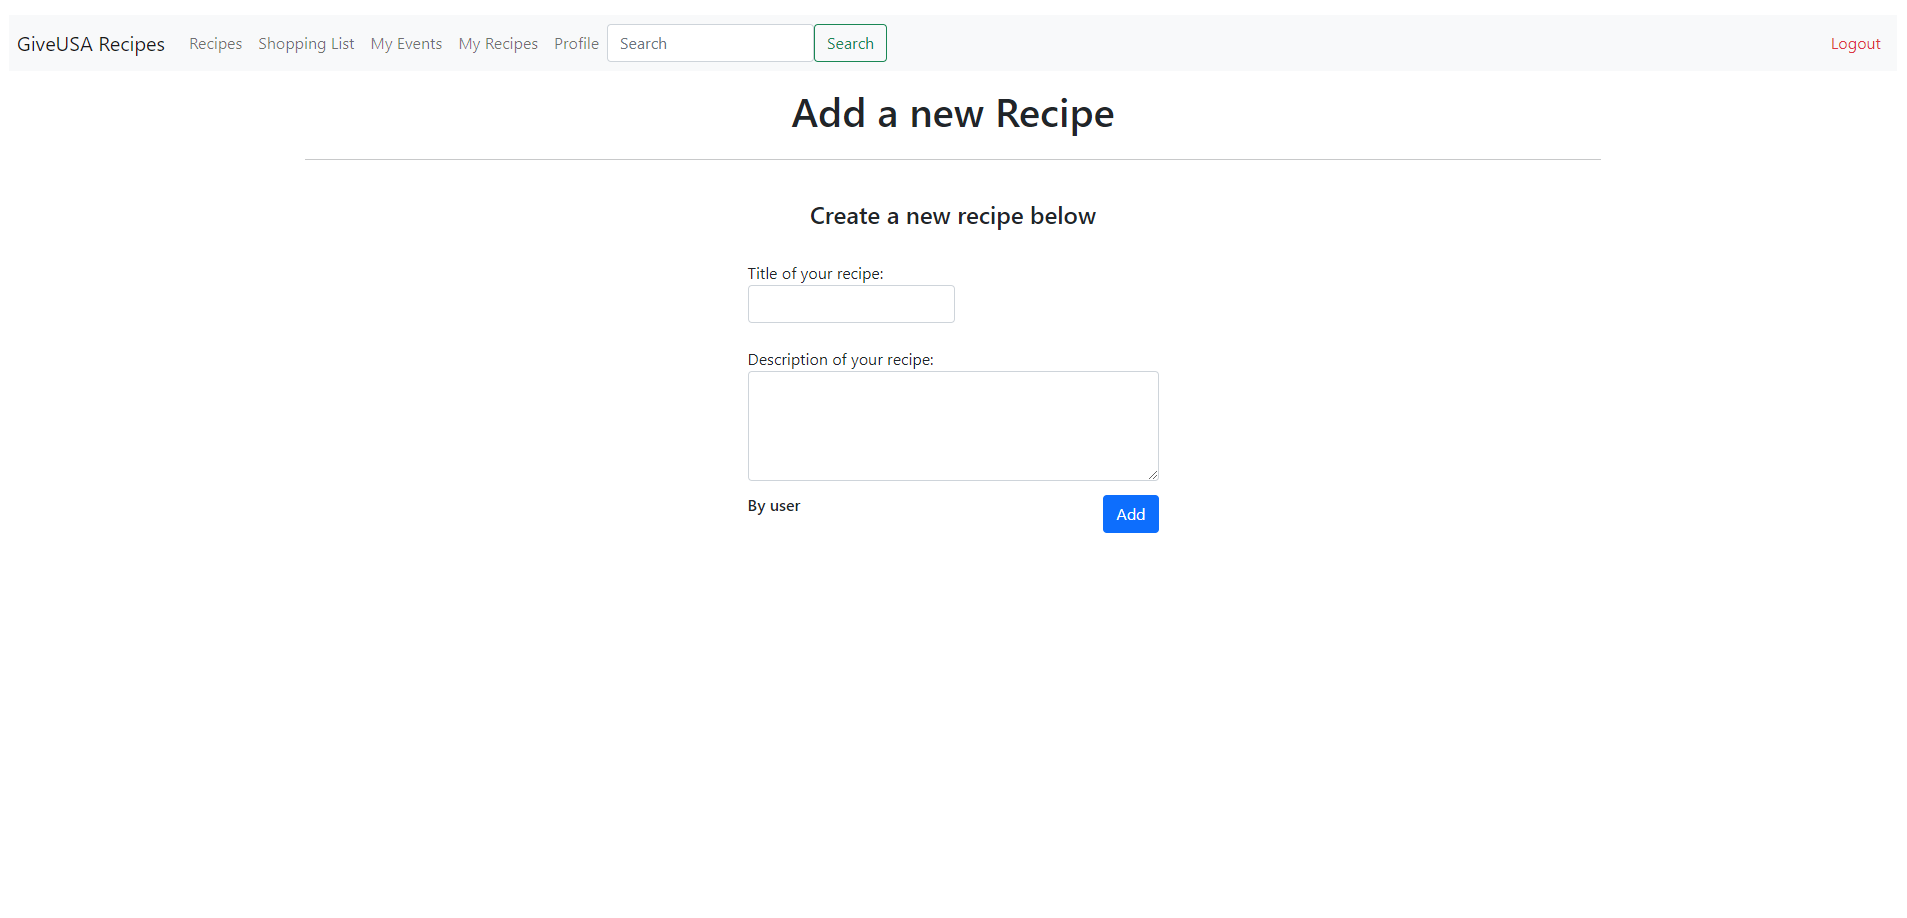 GiveUSA Recipes Recipes Shopping List My Events My Recipes Profile Search Search Logout
Add a new Recipe
Create a new recipe below
Title of your recipe:
Description of your recipe:
By user Add